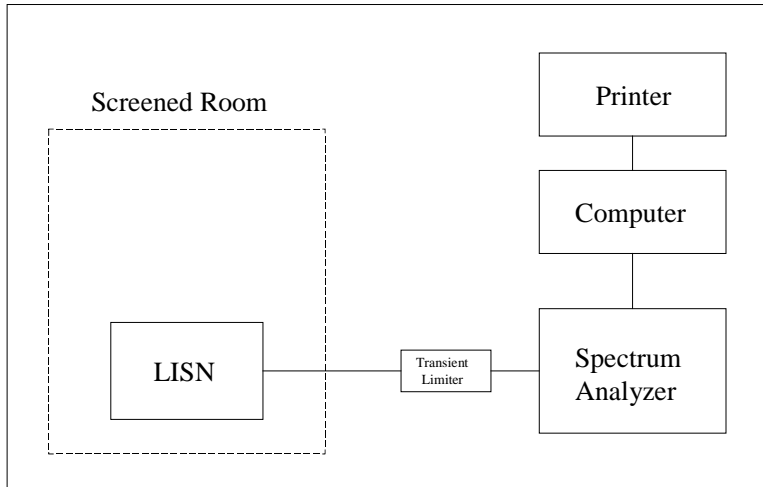 Screened Room
Printer
Computer
LISN
Transient
Limiter
Spectrum
Analyzer